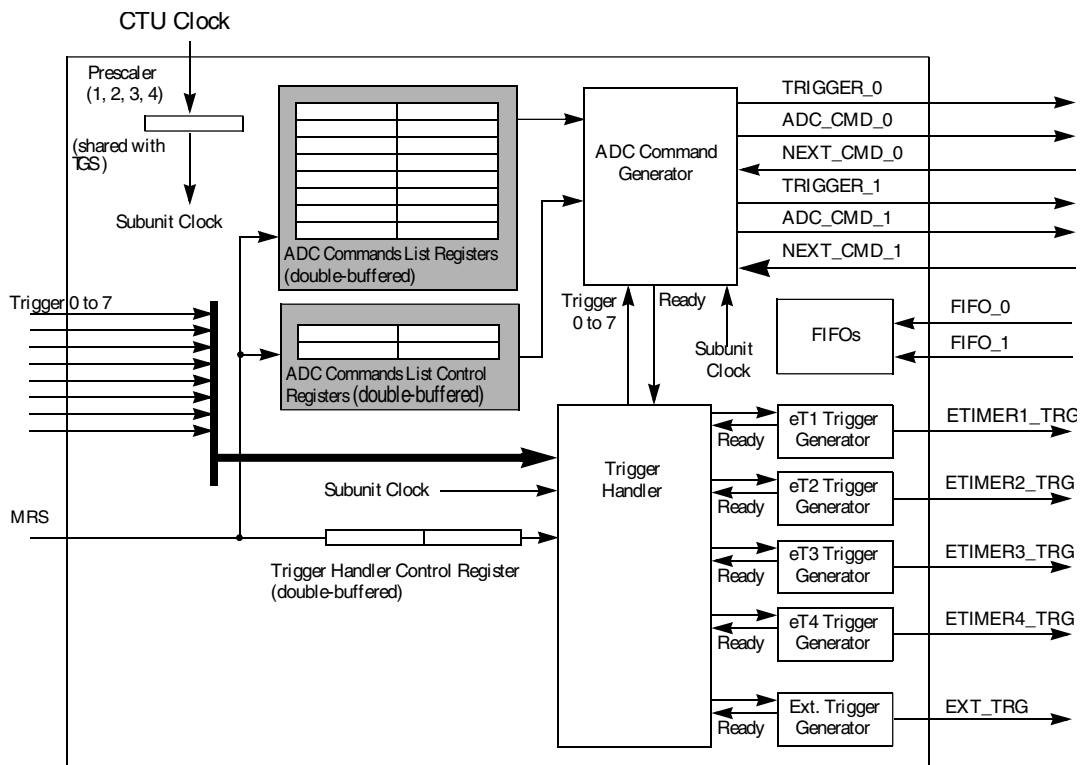 CTU Clock
Prescaler
(1, 2, 3, 4)
(shared with
TGS)
Subunit Clock
ADC Commands List Registers
(double-buffered)
ADC Commands List Control
Registers (double-buffered)
ADC Command
Generator
TRIGGER_0
ADC_CMD_0
NEXT_CMD_0
TRIGGER_1
ADC_CMD_1
NEXT_CMD_1
Trigger 0 to 7
Trigger
0 to 7
Ready
Subunit
Clock
FIFOs
FIFO_0
FIFO_1
Trigger
Handler
Subunit Clock
MRS
Trigger Handler Control Register
(double-buffered)
Ready
eT1 Trigger
Generator
ETIMER1_TRG
Ready
eT2 Trigger
Generator
ETIMER2_TRG
Ready
eT3 Trigger
Generator
ETIMER3_TRG
Ready
eT4 Trigger
Generator
ETIMER4_TRG
Ready
Ext. Trigger
Generator
EXT_TRG